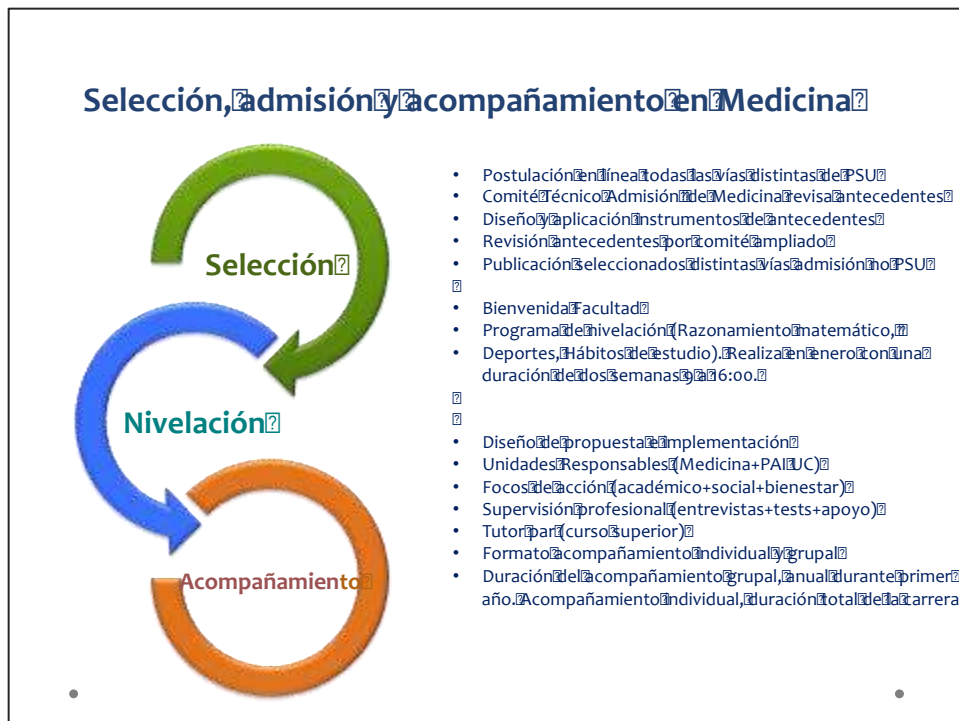 Selección, admisión y acompañamiento en Medicina
Selección
Postulación en línea todas las vías distintas de PSU
Comité Técnico Admisión de Medicina revisa antecedentes
Diseño y aplicación instrumentos de antecedentes
Revisión antecedentes por comité ampliado
Publicación seleccionados distintas vías admisión no PSU
Nivelación
Bienvenida Facultad
Programa de nivelación (Razonamiento matemático,
Deportes, Hábitos de estudio). Realiza en enero con una
duración de dos semanas 9 a 16:00.
Acompañamiento
Diseño de propuesta e implementación
Unidades Responsables (Medicina+PAI UC)
Focos de acción (académico+social+bienestar)
Supervisión profesional (entrevistas+tests+apoyo)
Tutor par (curso superior)
Formato acompañamiento individual y grupal
Duración del acompañamiento grupal, anual durante primer
año. Acompañamiento individual, duración total de la carrera